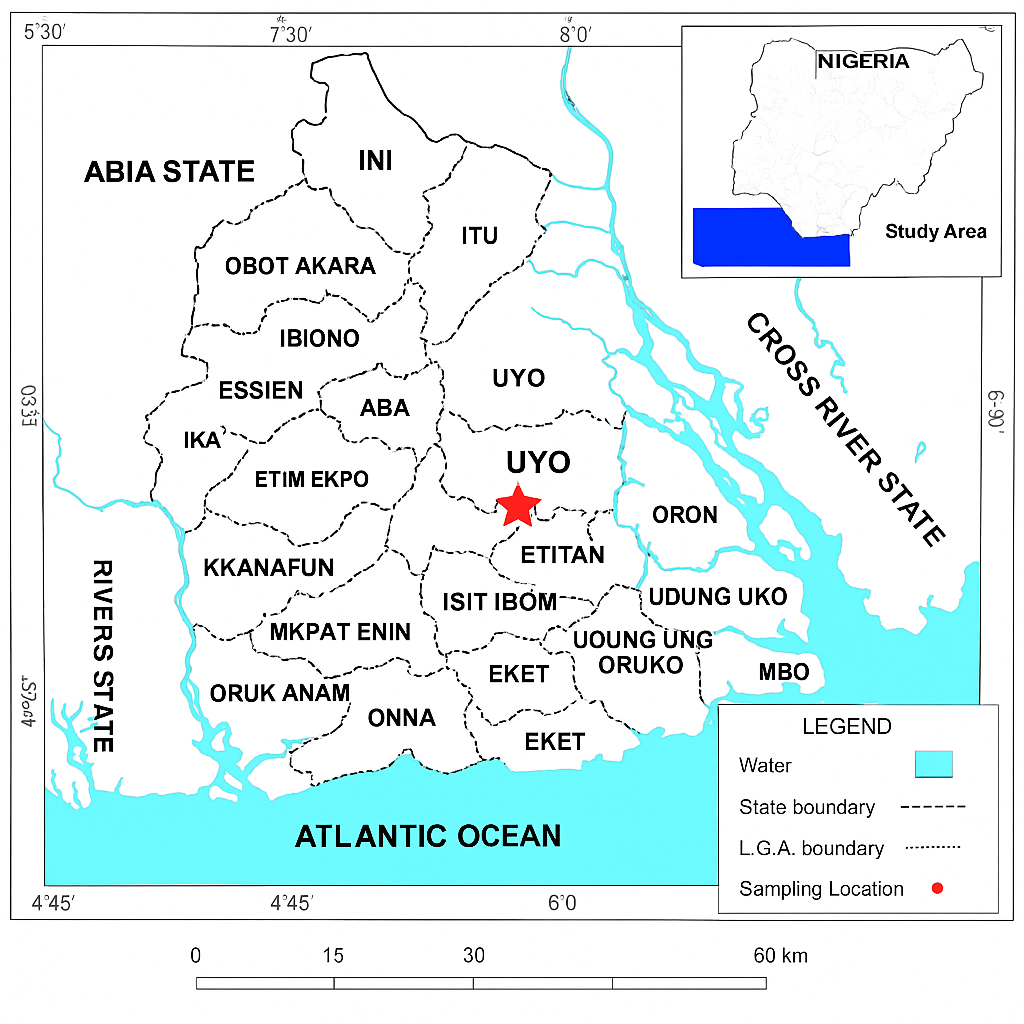 5°30′
7°30′
8°0′
NIGERIA
Study Area
ABIA STATE
INI
ITU
OBOT AKARA
IBIONO
UYO
ESSIEN
ABA
IKA
UYO
ETIM EKPO
ORON
ETITAN
KKANAFUN
ISIT IBOM
UDUNG UKO
MKPAT ENIN
UOUNG UNG
ORUKO
EKET
MBO
ORUK ANAM
ONNA
EKET
CROSS RIVER STATE
RIVERS STATE
ATLANTIC OCEAN
LEGEND
Water
State boundary
L.G.A. boundary
Sampling Location
4°45′
4°45′
6°0
0
15
30
60 km